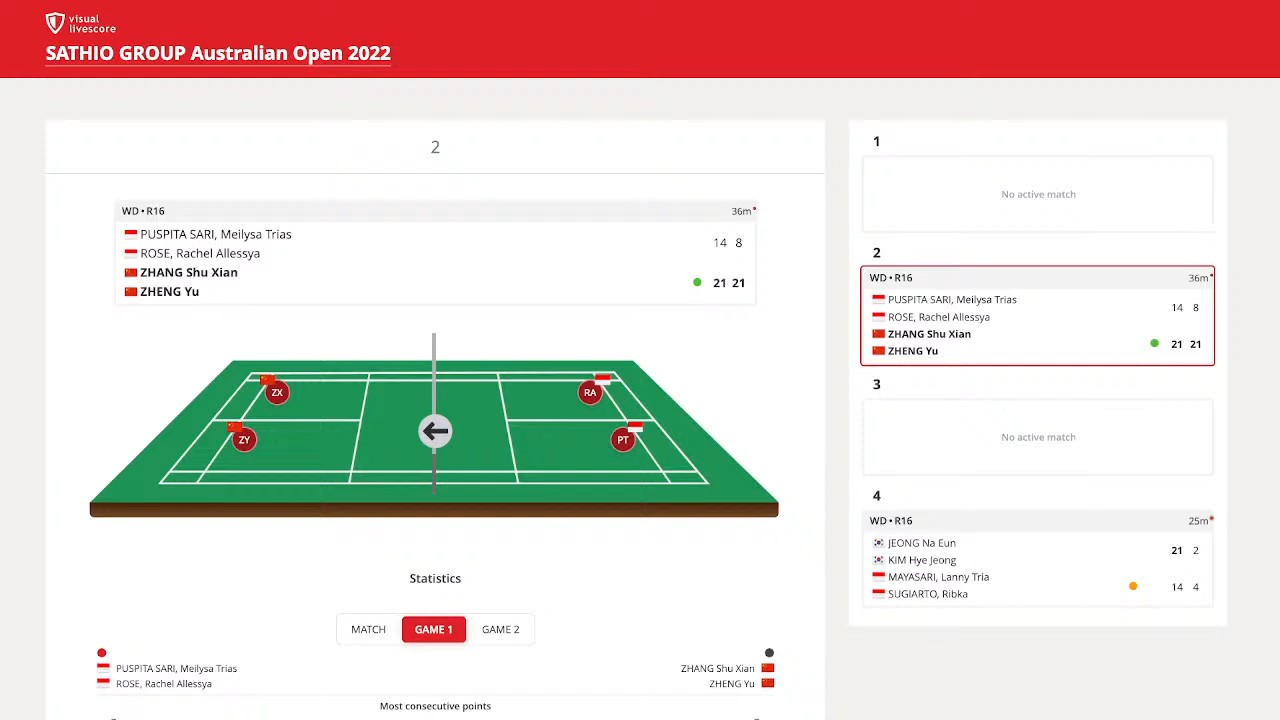 visual
livescore
SATHIO GROUP Australian Open 2022
2
WD • R16
36m
PUSPITA SARI, Meilysa Trias
ROSE, Rachel Allessya
14 8
ZHANG Shu Xian
ZHENG Yu
21 21
ZX
RA
ZY
PT
Statistics
MATCH GAME 1 GAME 2
PUSPITA SARI, Meilysa Trias
ROSE, Rachel Allessya
ZHANG Shu Xian
ZHENG Yu
Most consecutive points
1
No active match
2
WD • R16
36m
PUSPITA SARI, Meilysa Trias
ROSE, Rachel Allessya
14 8
ZHANG Shu Xian
ZHENG Yu
21 21
3
No active match
4
WD • R16
25m
JEONG Na Eun
KIM Hye Jeong
21 2
MAYASARI, Lanny Tria
SUGIARTO, Ribka
14 4